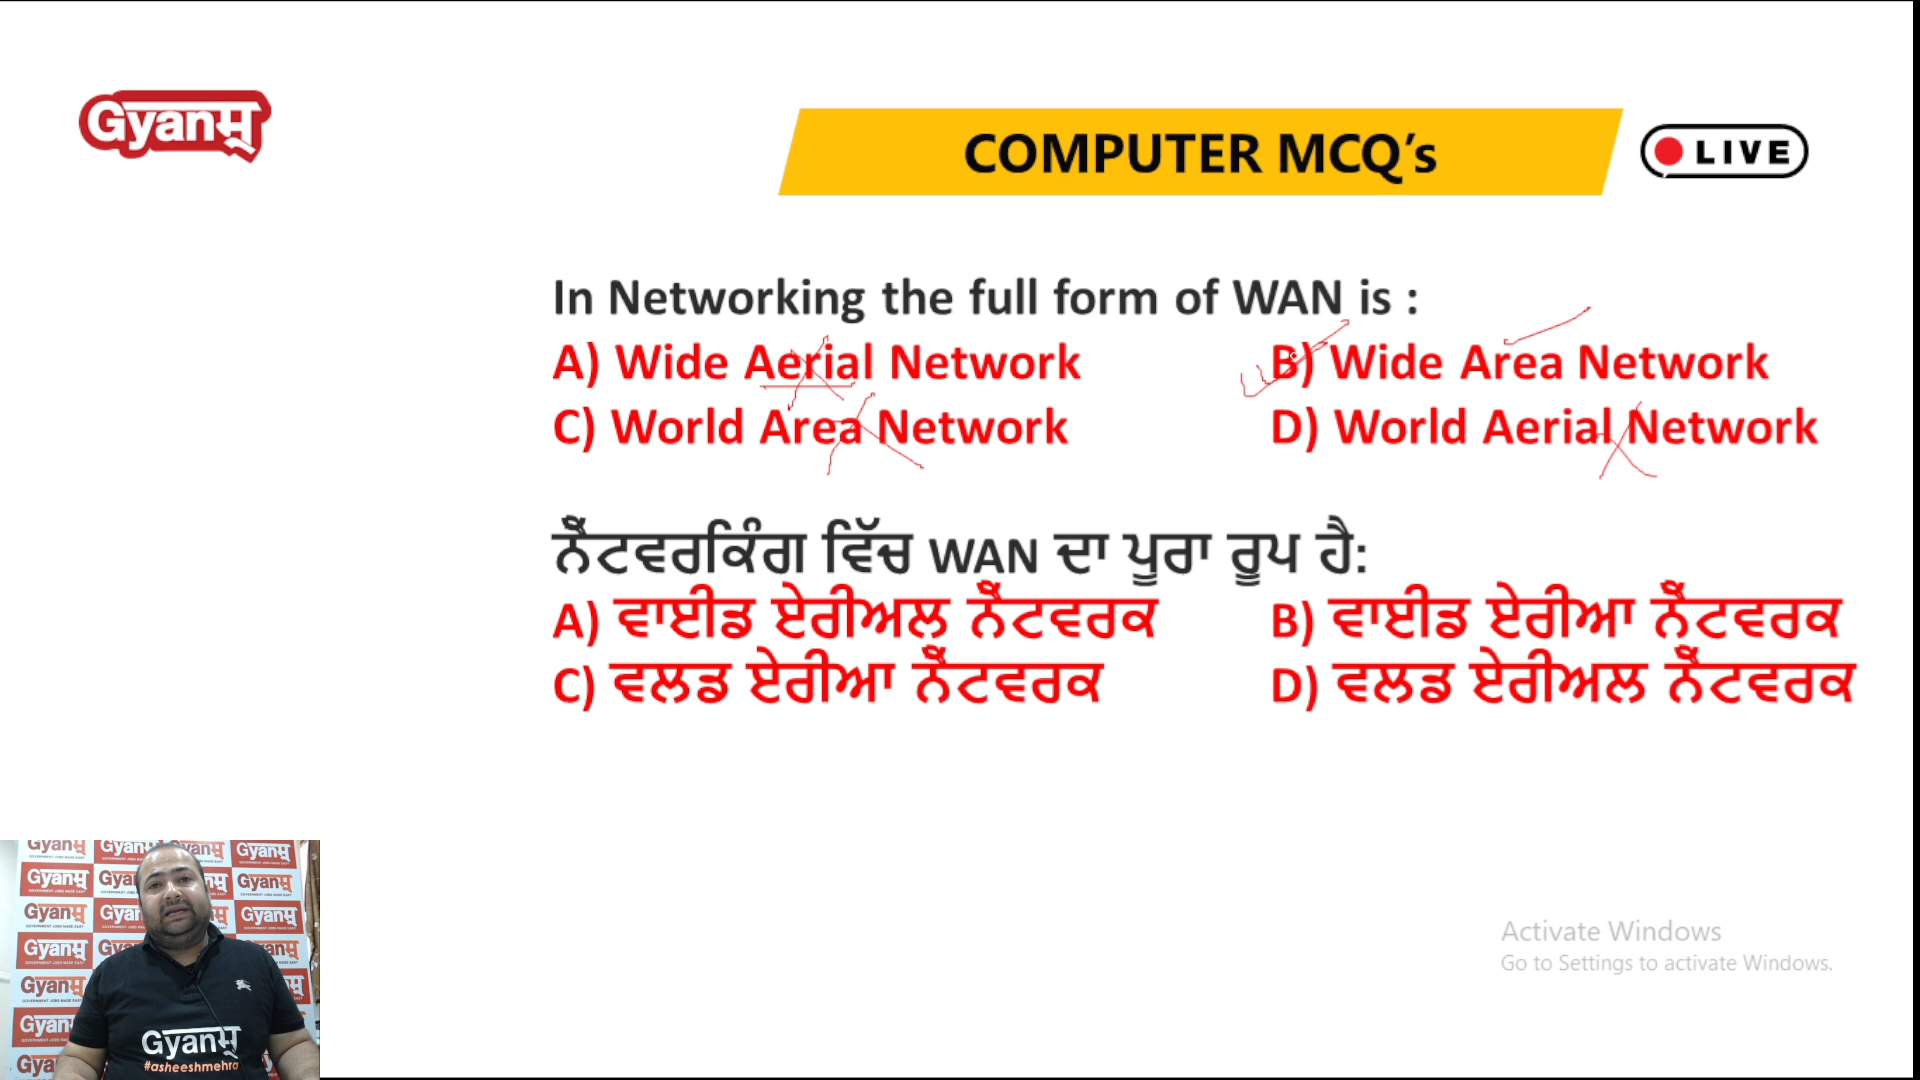 Gyanम्
COMPUTER MCQ’s
LIVE
In Networking the full form of WAN is :
A) Wide Aerial Network B) Wide Area Network
C) World Area Network D) World Aerial Network
ਨੈੱਟਵਰਕਿੰਗ ਵਿੱਚ WAN ਦਾ ਪੂਰਾ ਰੂਪ ਹੈ:
A) ਵਾਈਡ ਏਰੀਅਲ ਨੈੱਟਵਰਕ B) ਵਾਈਡ ਏਰੀਆ ਨੈੱਟਵਰਕ
C) ਵਲਡ ਏਰੀਆ ਨੈੱਟਵਰਕ D) ਵਲਡ ਏਰੀਅਲ ਨੈੱਟਵਰਕ
Activate Windows
Go to Settings to activate Windows.
Gyanम्
#asheeshmehra